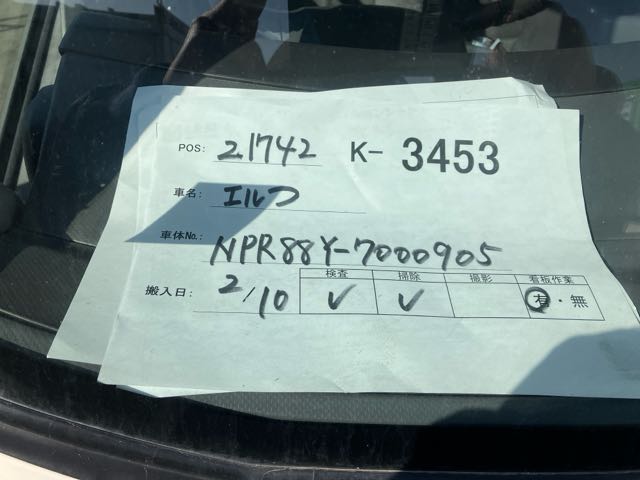 POS: 21742 K- 3453
車名: エルフ
車体No.: NPR88Y-7000905
搬入日: 2/10
検査 掃除 撮影 看板作業
✓ ✓ 有・無